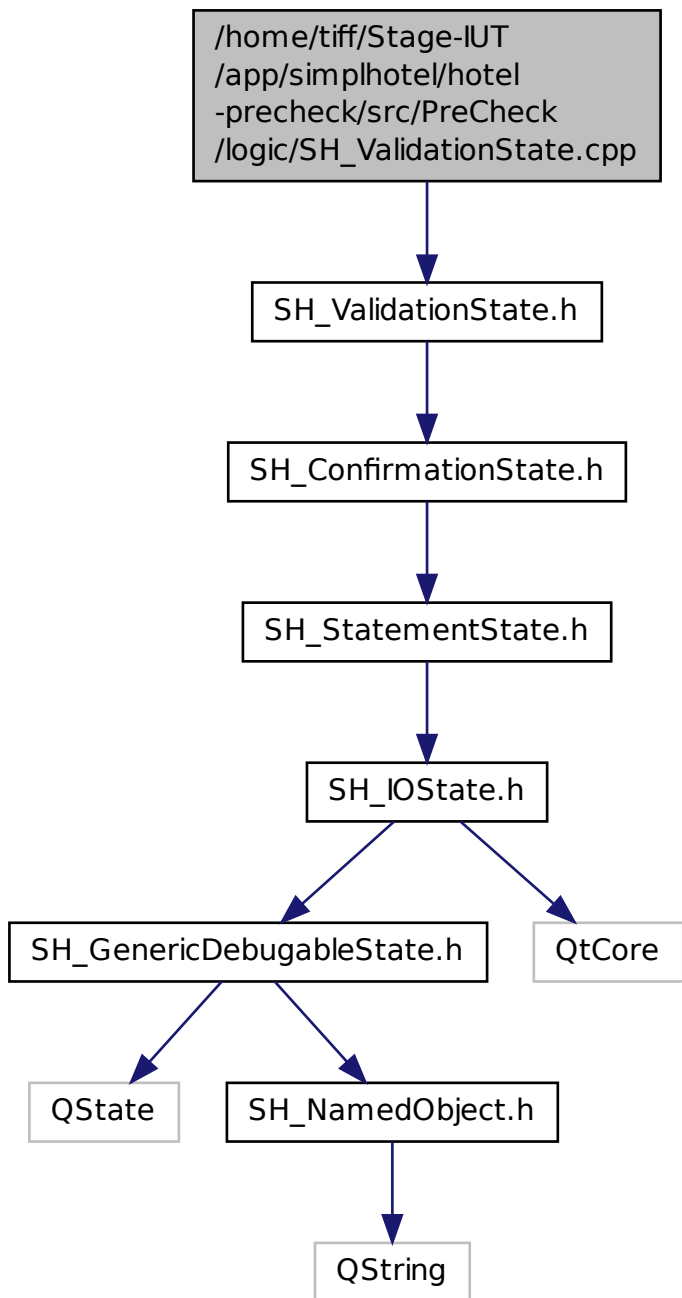 /home/tiff/Stage-IUT
/app/simplhotel/hotel
-precheck/src/PreCheck
/logic/SH_ValidationState.cpp
SH_ValidationState.h
SH_ConfirmationState.h
SH_StatementState.h
SH_IOState.h
SH_GenericDebugableState.h
QtCore
QState
SH_NamedObject.h
QString